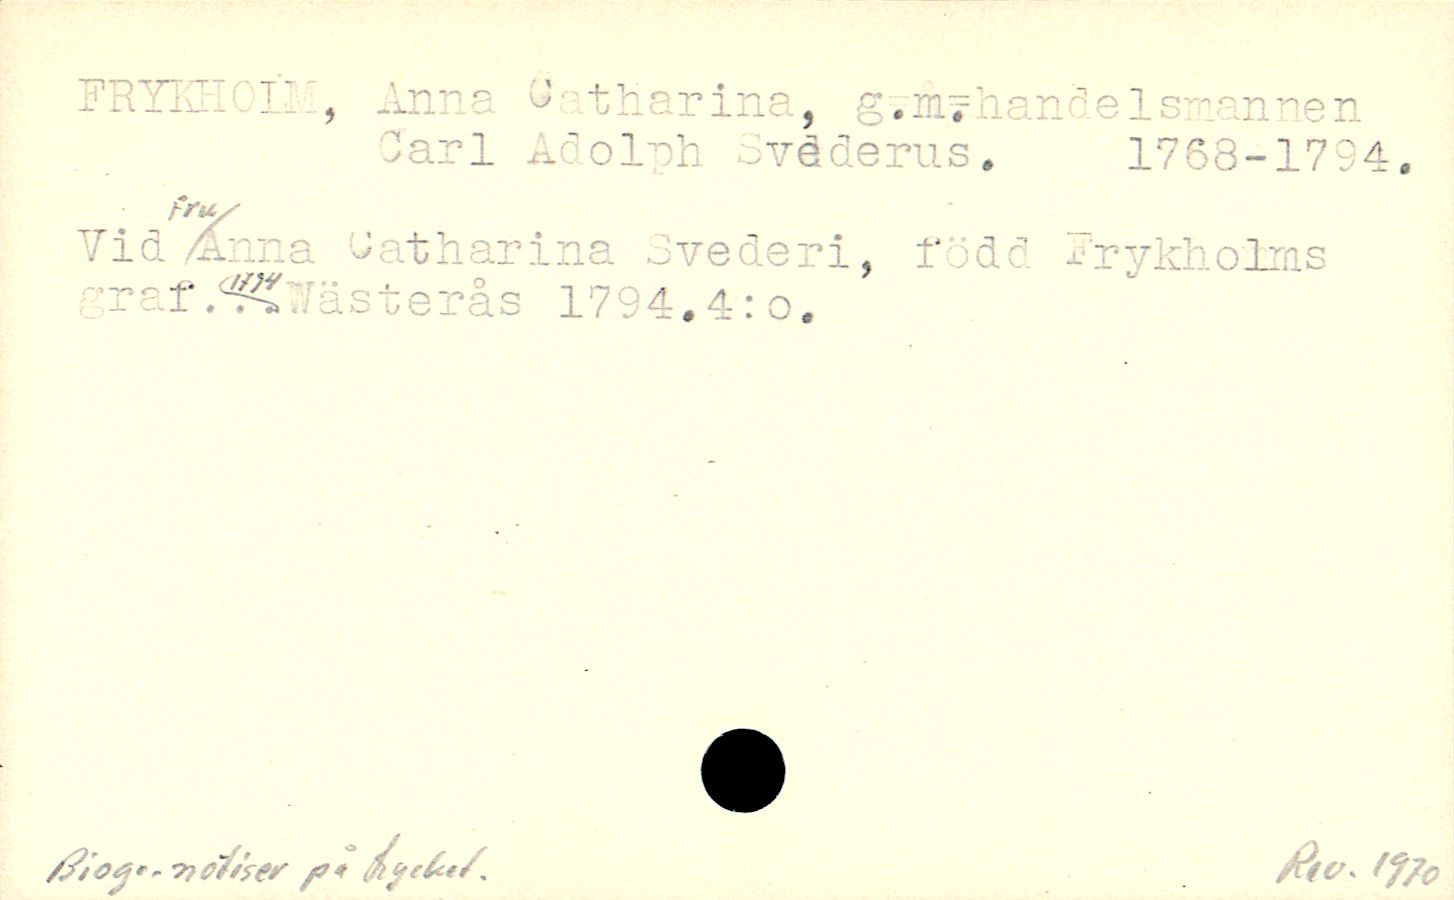 FRYKHOLM, Anna Catharina, g.m. handelsmannen
Carl Adolph Svederus. 1768-1794.
Vid Fru Anna Catharina Svederi, född Frykholms
graf...(1794) Wästerås 1794.4:o.
Biogr. notiser på trycket.
Rev. 1970